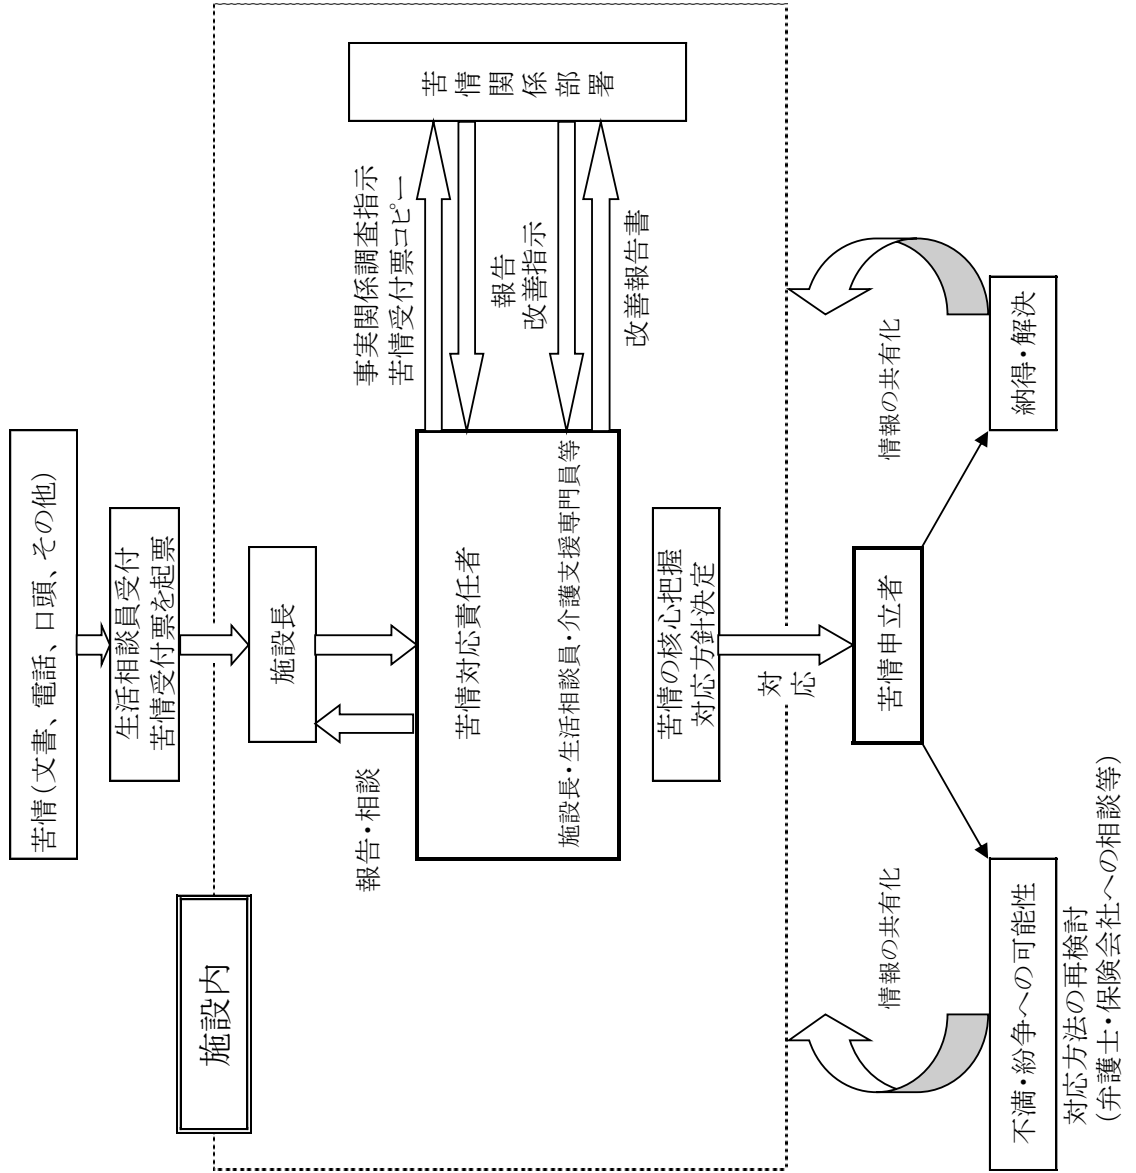 苦情(文書、電話、口頭、その他)
生活相談員受付
苦情受付票を起票
施設内
施設長
報告・相談
苦情対応責任者
施設長・生活相談員・介護支援専門員等
事実関係調査指示
苦情受付票コピー
報告
改善指示
改善報告書
苦情関係部署
苦情の核心把握
対応方針決定
対応
苦情申立者
情報の共有化
情報の共有化
不満・紛争への可能性
対応方法の再検討
(弁護士・保険会社への相談等)
納得・解決